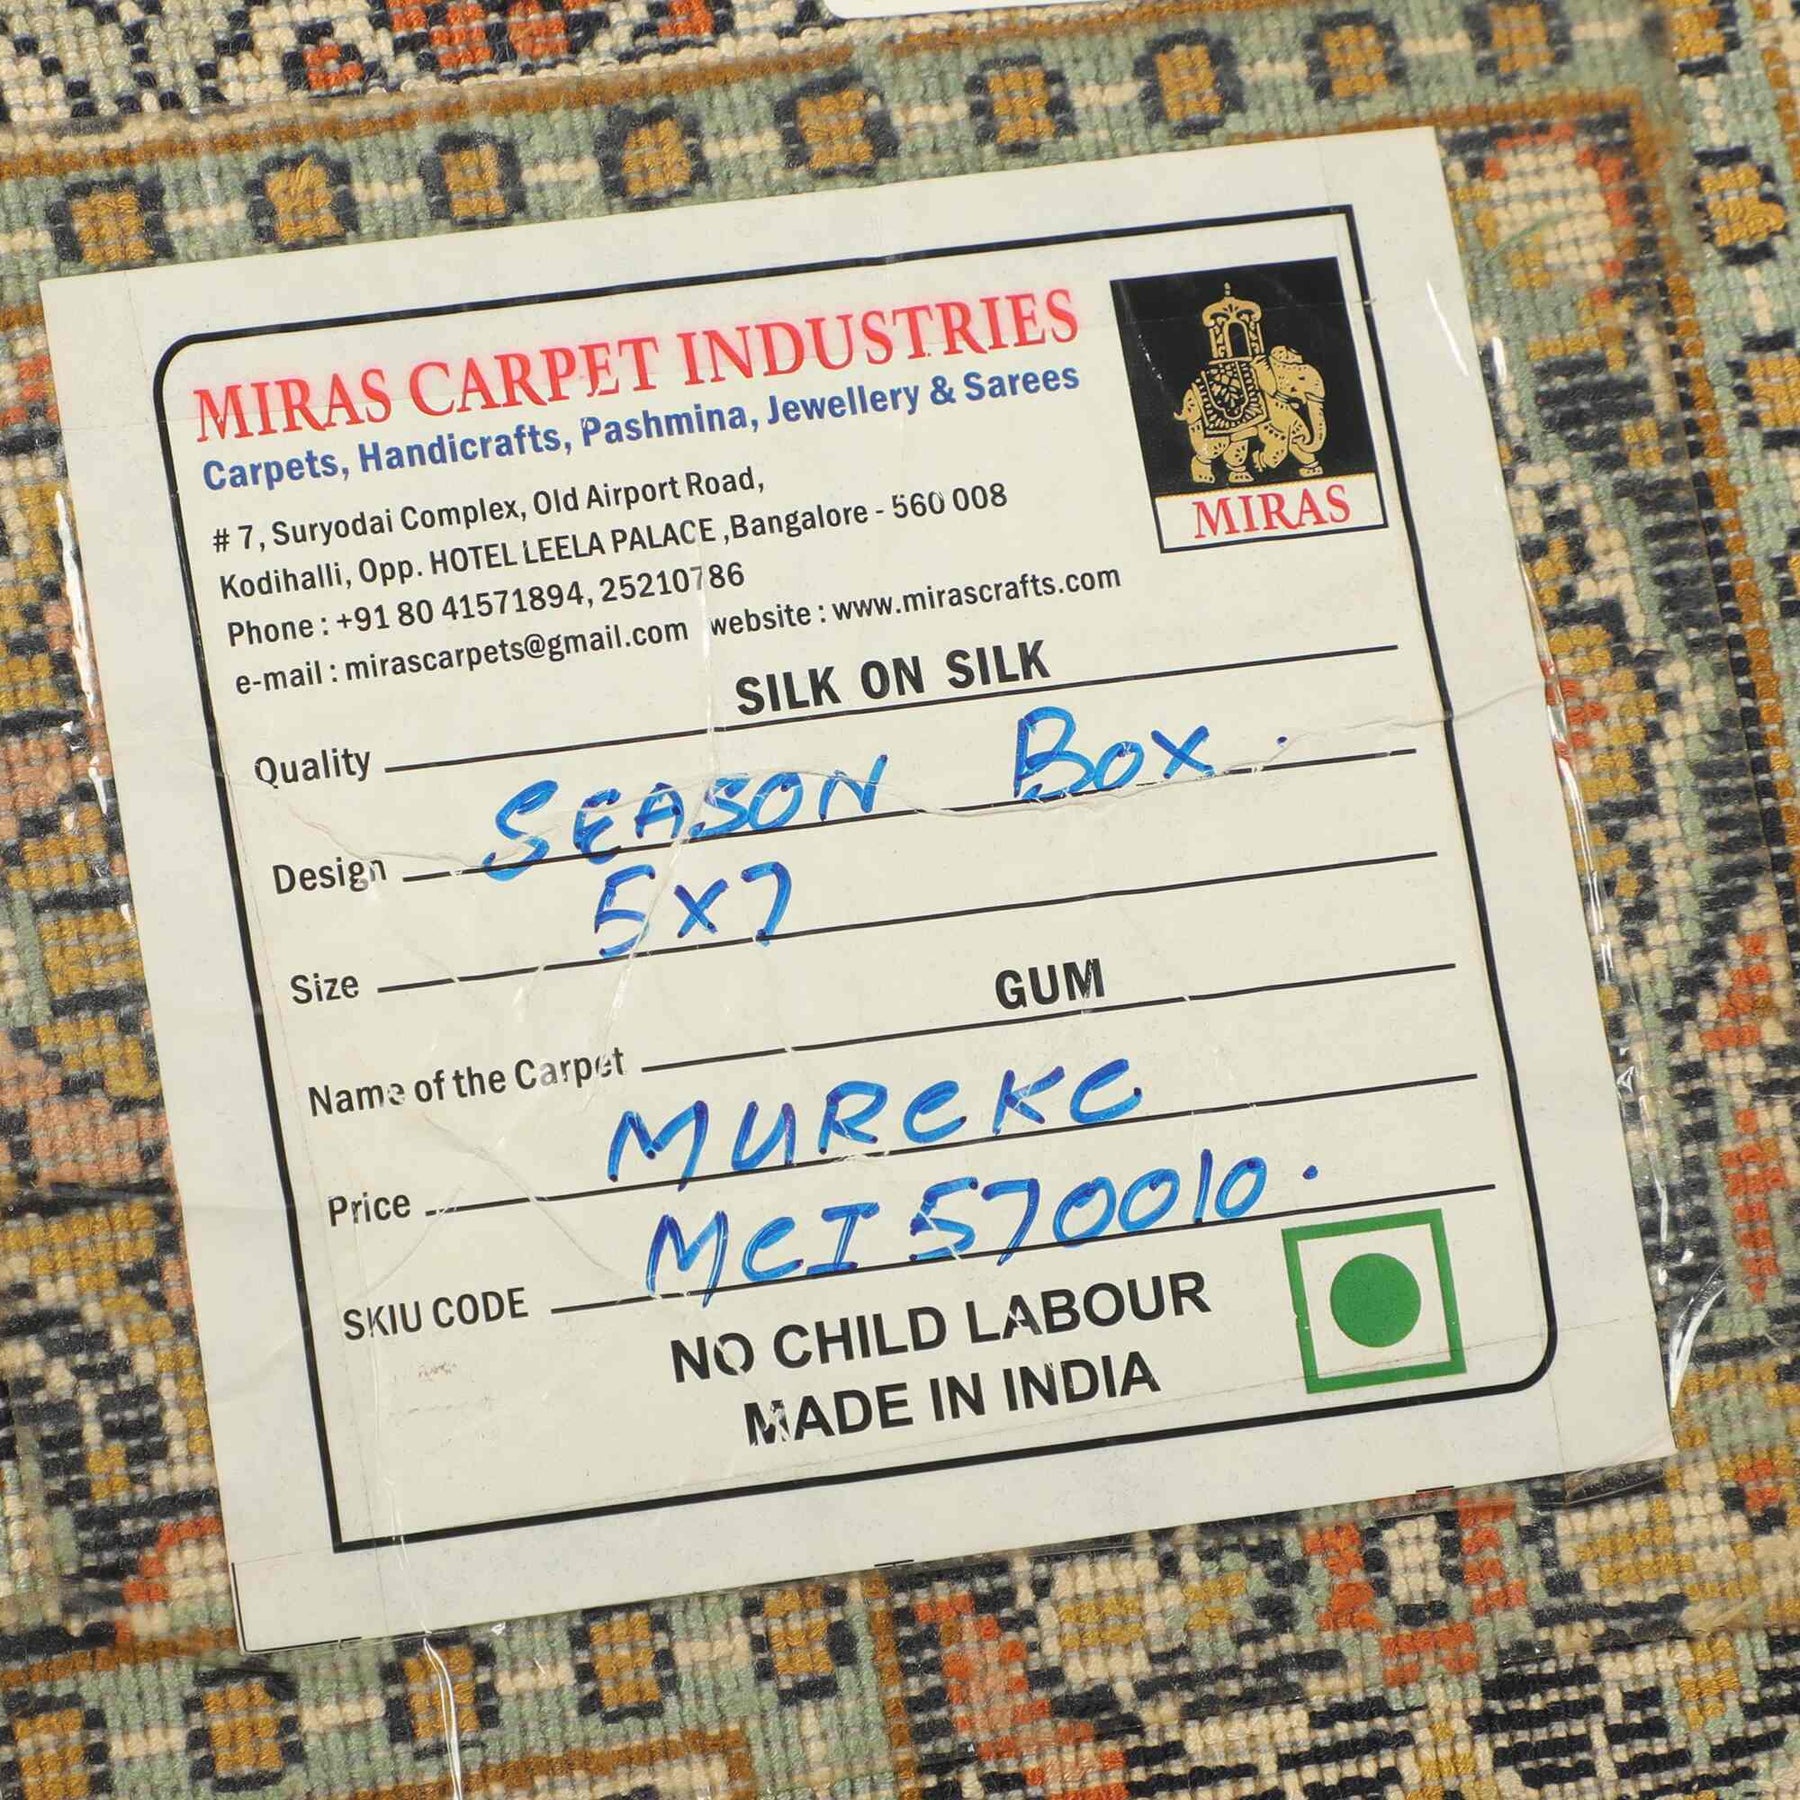 MIRAS CARPET INDUSTRIES
Carpets, Handicrafts, Pashmina, Jewellery & Sarees
# 7, Suryodai Complex, Old Airport Road,
Kodihalli, Opp. HOTEL LEELA PALACE ,Bangalore - 560 008
Phone : +91 80 41571894, 25210786
e-mail : mirascarpets@gmail.com website : www.mirascrafts.com
MIRAS
Quality SILK ON SILK
Design SEASON BOX.
Size 5x7
Name of the Carpet GUM
Price MURCKC
SKIU CODE MCI570010.
NO CHILD LABOUR
MADE IN INDIA